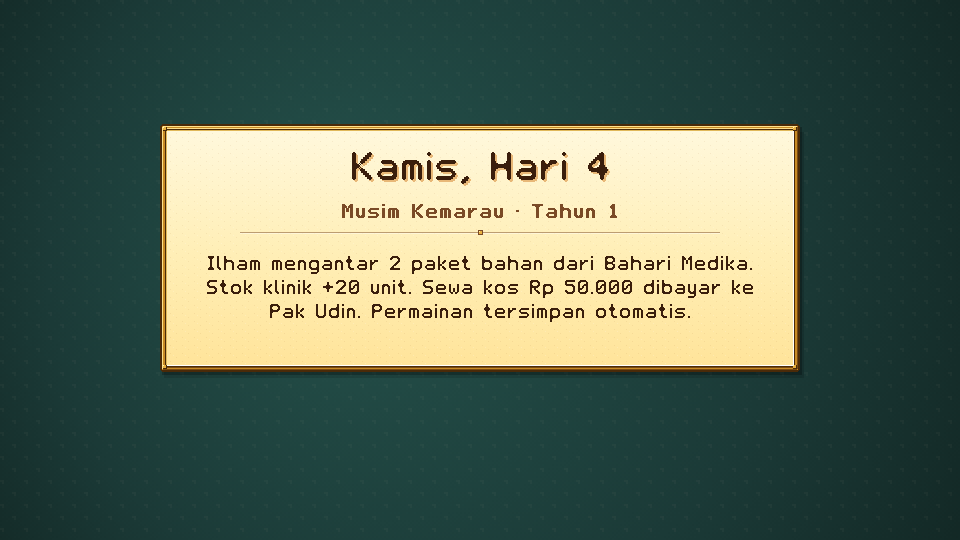 Kamis, Hari 4
Musim Kemarau · Tahun 1
Ilham mengantar 2 paket bahan dari Bahari Medika.
Stok klinik +20 unit. Sewa kos Rp 50.000 dibayar ke
Pak Udin. Permainan tersimpan otomatis.